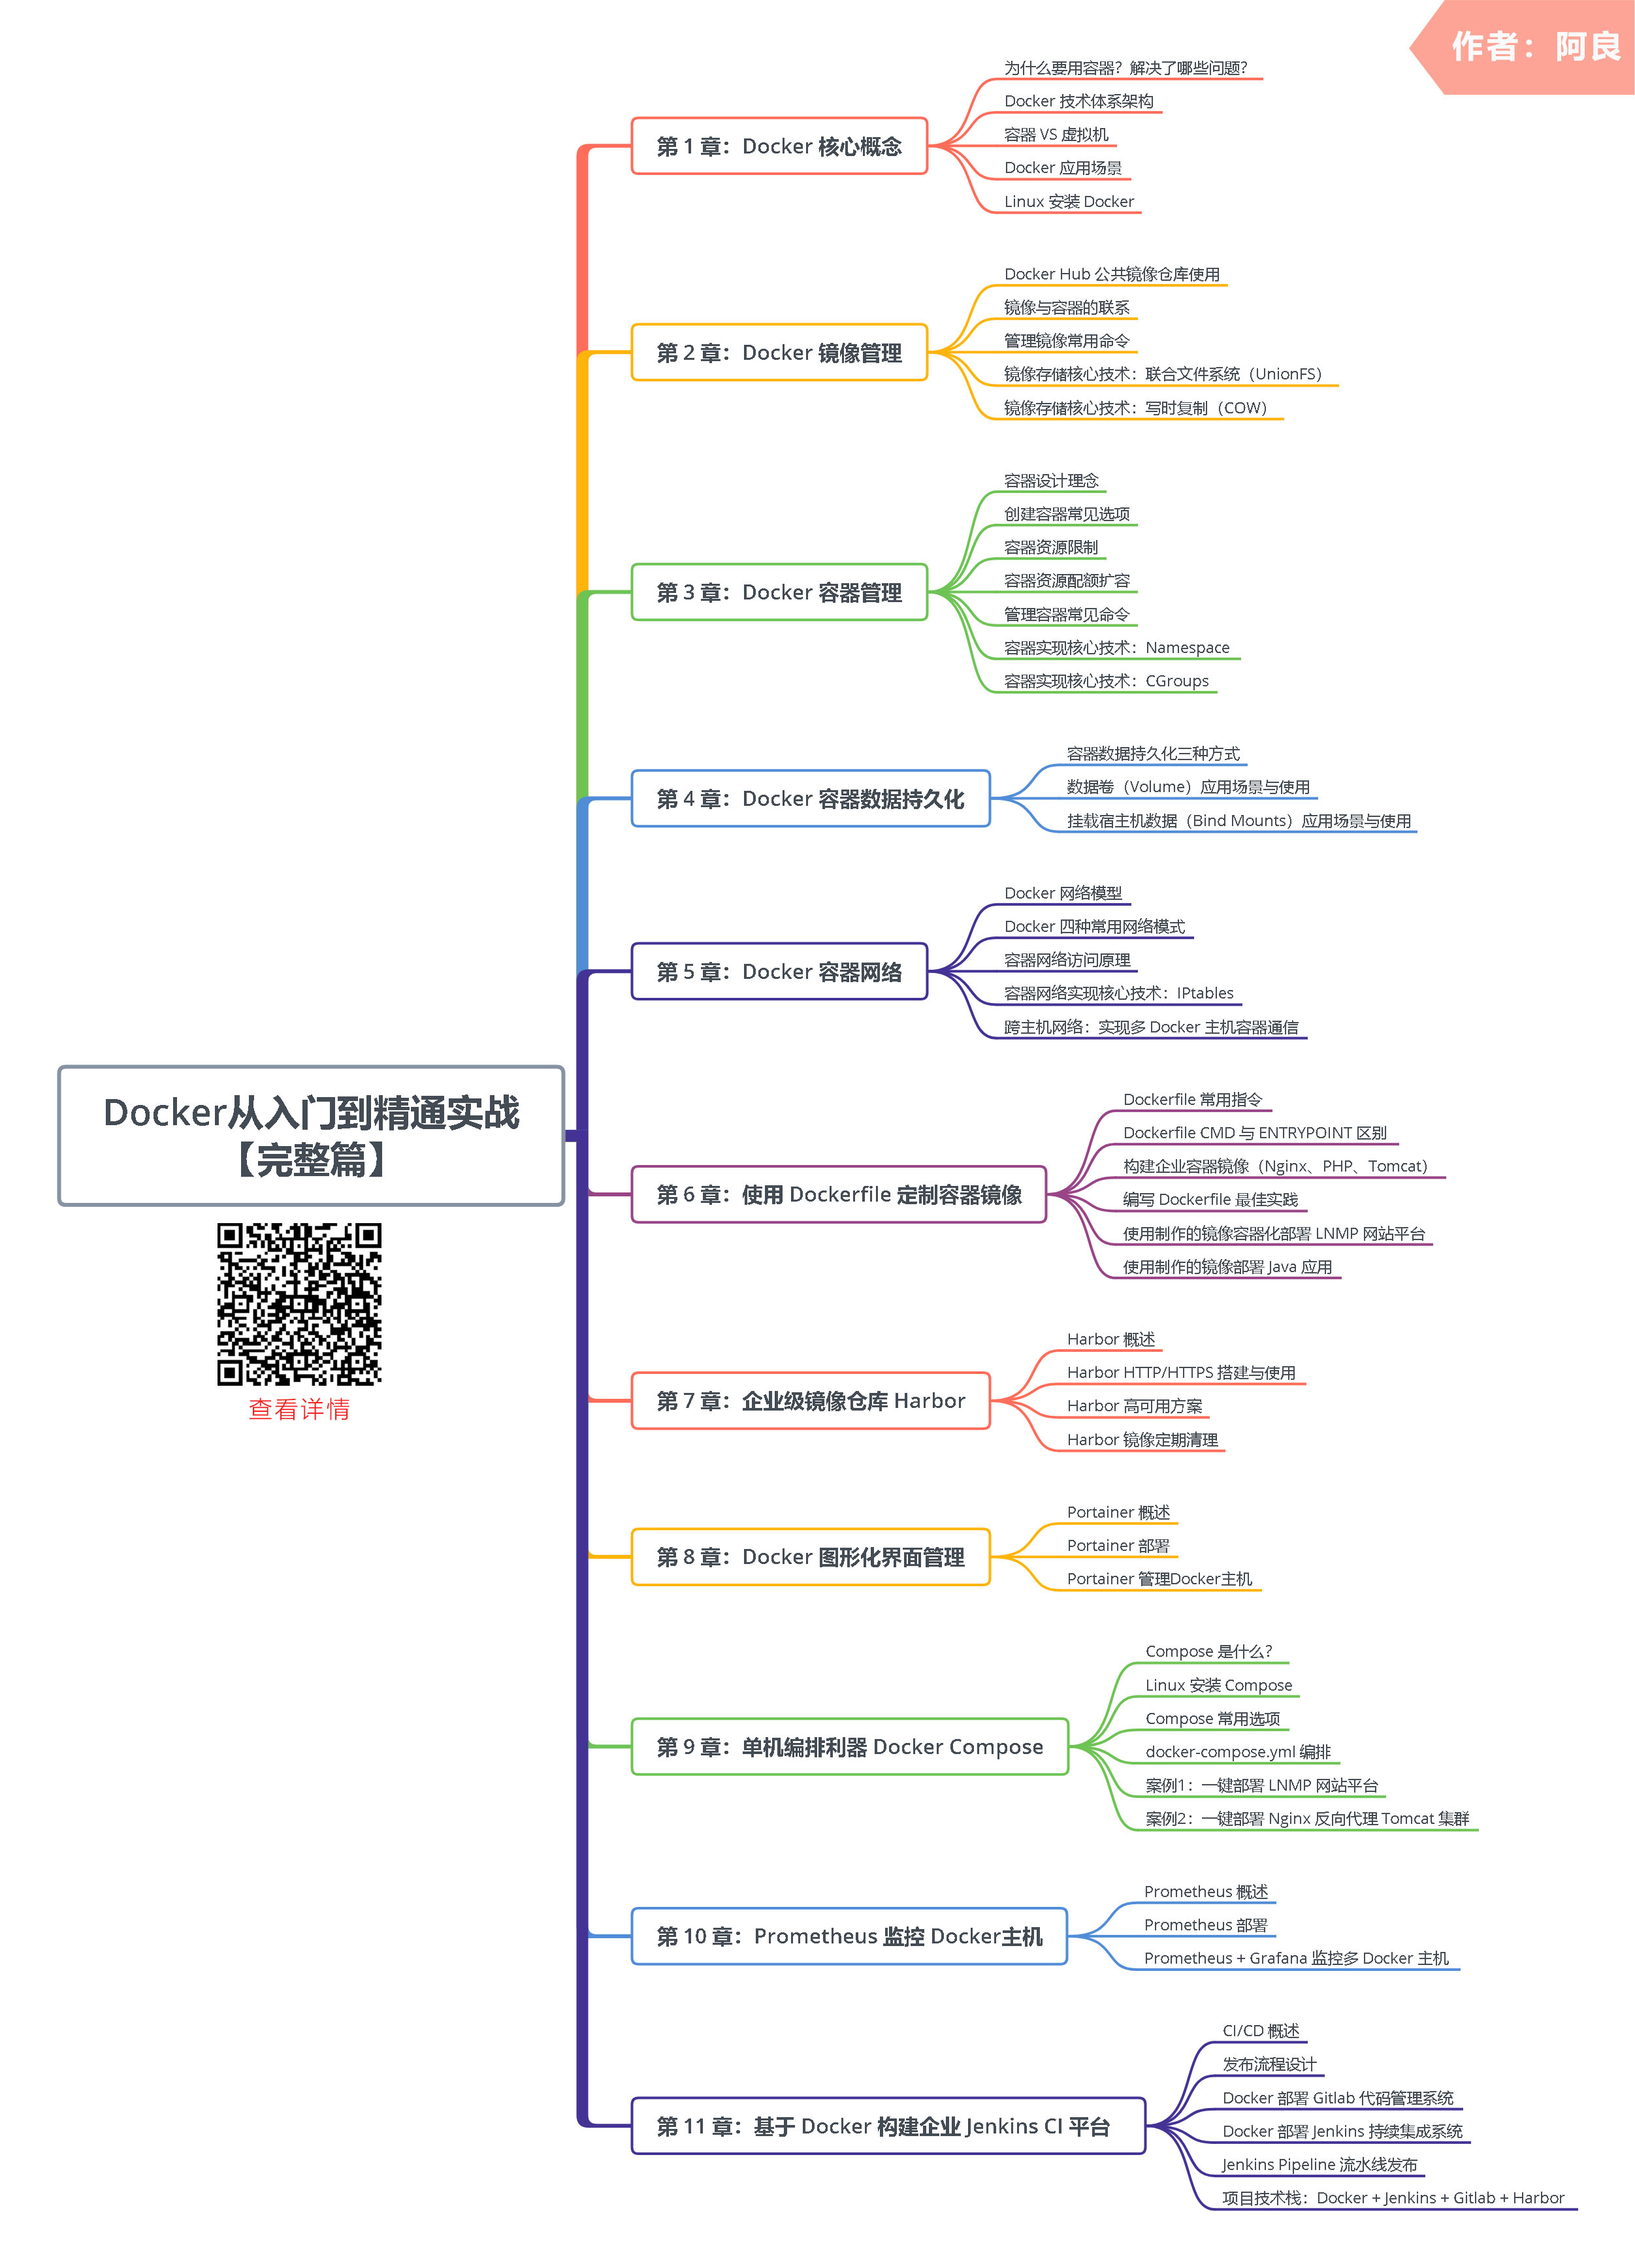 作者：阿良
Docker从入门到精通实战
【完整篇】
查看详情
第 1 章：Docker 核心概念
为什么要用容器？解决了哪些问题？
Docker 技术体系架构
容器 VS 虚拟机
Docker 应用场景
Linux 安装 Docker
第 2 章：Docker 镜像管理
Docker Hub 公共镜像仓库使用
镜像与容器的联系
管理镜像常用命令
镜像存储核心技术：联合文件系统（UnionFS）
镜像存储核心技术：写时复制（COW）
第 3 章：Docker 容器管理
容器设计理念
创建容器常见选项
容器资源限制
容器资源配额扩容
管理容器常见命令
容器实现核心技术：Namespace
容器实现核心技术：CGroups
第 4 章：Docker 容器数据持久化
容器数据持久化三种方式
数据卷（Volume）应用场景与使用
挂载宿主机数据（Bind Mounts）应用场景与使用
第 5 章：Docker 容器网络
Docker 网络模型
Docker 四种常用网络模式
容器网络访问原理
容器网络实现核心技术：IPtables
跨主机网络：实现多 Docker 主机容器通信
第 6 章：使用 Dockerfile 定制容器镜像
Dockerfile 常用指令
Dockerfile CMD 与 ENTRYPOINT 区别
构建企业容器镜像（Nginx、PHP、Tomcat）
编写 Dockerfile 最佳实践
使用制作的镜像容器化部署 LNMP 网站平台
使用制作的镜像部署 Java 应用
第 7 章：企业级镜像仓库 Harbor
Harbor 概述
Harbor HTTP/HTTPS 搭建与使用
Harbor 高可用方案
Harbor 镜像定期清理
第 8 章：Docker 图形化界面管理
Portainer 概述
Portainer 部署
Portainer 管理Docker主机
第 9 章：单机编排利器 Docker Compose
Compose 是什么？
Linux 安装 Compose
Compose 常用选项
docker-compose.yml 编排
案例1：一键部署 LNMP 网站平台
案例2：一键部署 Nginx 反向代理 Tomcat 集群
第 10 章：Prometheus 监控 Docker主机
Prometheus 概述
Prometheus 部署
Prometheus + Grafana 监控多 Docker 主机
第 11 章：基于 Docker 构建企业 Jenkins CI 平台
CI/CD 概述
发布流程设计
Docker 部署 Gitlab 代码管理系统
Docker 部署 Jenkins 持续集成系统
Jenkins Pipeline 流水线发布
项目技术栈：Docker + Jenkins + Gitlab + Harbor